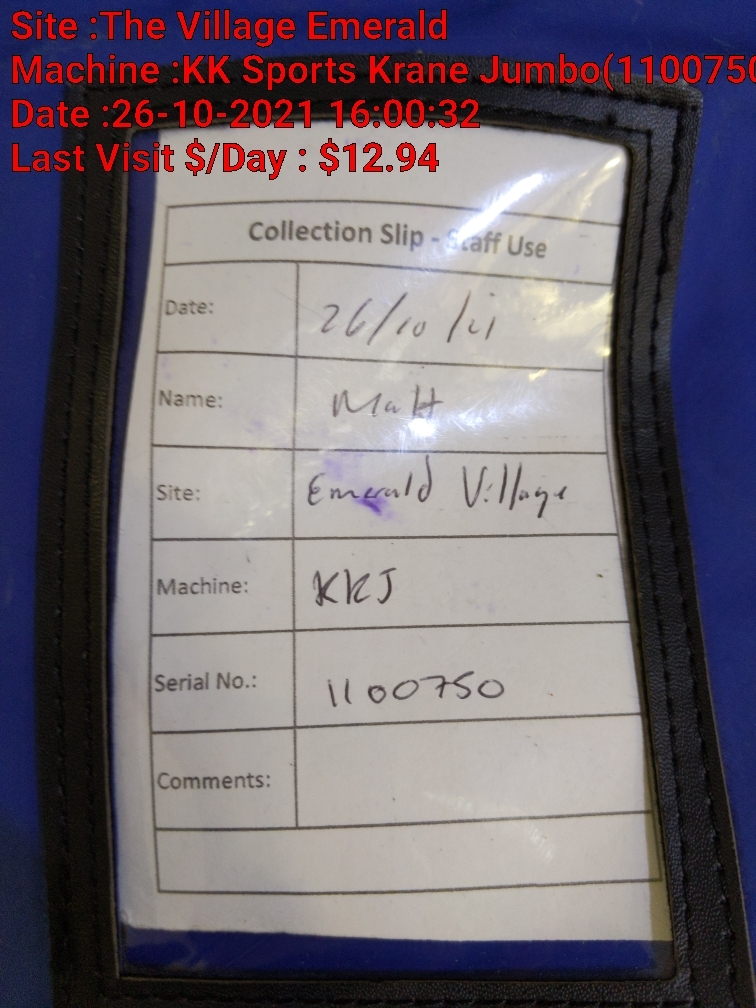 Site :The Village Emerald
Machine :KK Sports Krane Jumbo(1100750
Date :26-10-2021 16:00:32
Last Visit $/Day : $12.94
Collection Slip - Staff Use
Date: 26/10/21
Name: Matt
Site: Emerald Village
Machine: KKJ
Serial No.: 1100750
Comments: